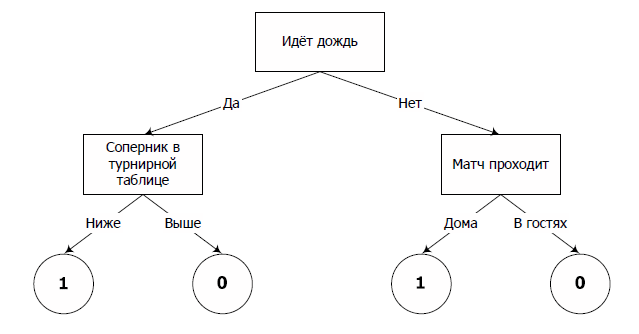 Идёт дождь
Да
Нет
Соперник в
турнирной
таблице
Матч проходит
Ниже
Выше
Дома
В гостях
1
0
1
0